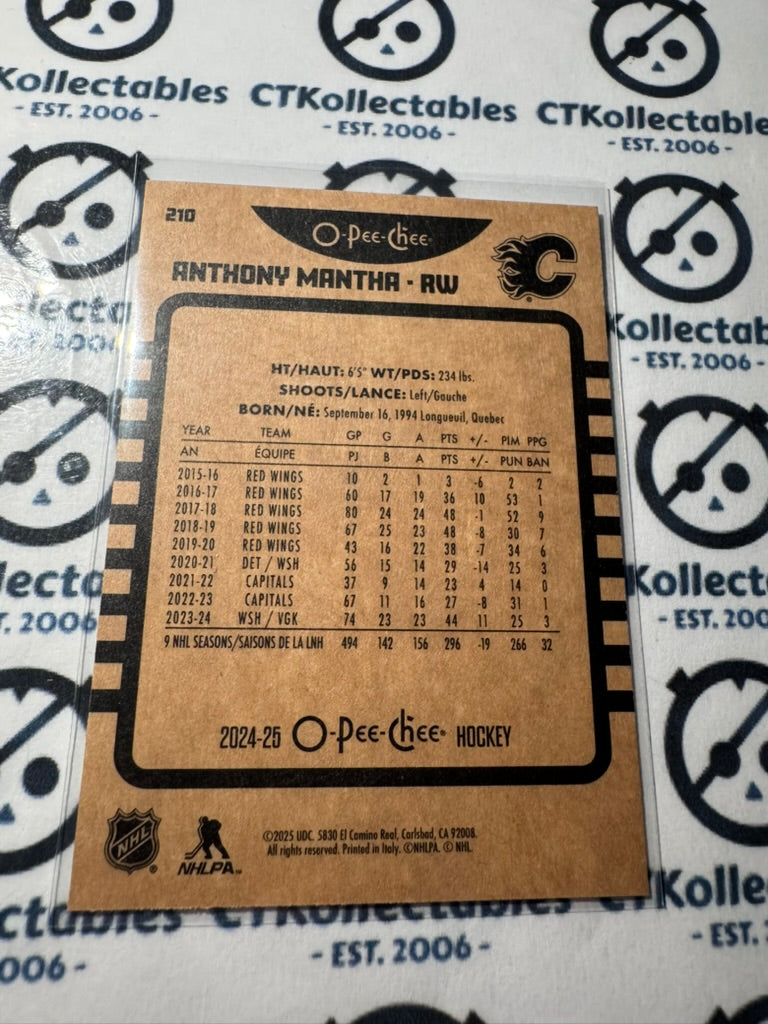 Kollectables CTKollectables CTKollectables
- EST. 2006 - - EST. 2006 - - EST. 2006 -
210
O-Pee-Chee
ANTHONY MANTHA · RW
HT/HAUT: 6'5" WT/PDS: 234 lbs.
SHOOTS/LANCE: Left/Gauche
BORN/NÉ: September 16, 1994 Longueuil, Quebec
YEAR TEAM GP G A PTS +/- PIM PPG
AN ÉQUIPE PJ B A PTS +/- PUN BAN
2015-16 RED WINGS 10 2 1 3 -6 2 2
2016-17 RED WINGS 60 17 19 36 10 53 1
2017-18 RED WINGS 80 24 24 48 -1 52 9
2018-19 RED WINGS 67 25 23 48 -8 30 7
2019-20 RED WINGS 43 16 22 38 -7 34 6
2020-21 DET / WSH 56 15 14 29 -14 25 3
2021-22 CAPITALS 37 9 14 23 4 14 0
2022-23 CAPITALS 67 11 16 27 -8 31 1
2023-24 WSH / VGK 74 23 23 44 11 25 3
9 NHL SEASONS/SAISONS DE LA LNH 494 142 156 296 -19 266 32
2024-25 O-Pee-Chee HOCKEY
NHL
NHLPA
©2025 UDC. 5830 El Camino Real, Carlsbad, CA 92008.
All rights reserved. Printed in Italy. ©NHLPA. © NHL.
Kollectables
- EST. 2006 -
Kollectables
- EST.
CTKollectables
- EST. 2006 -
Kolle
- EST.